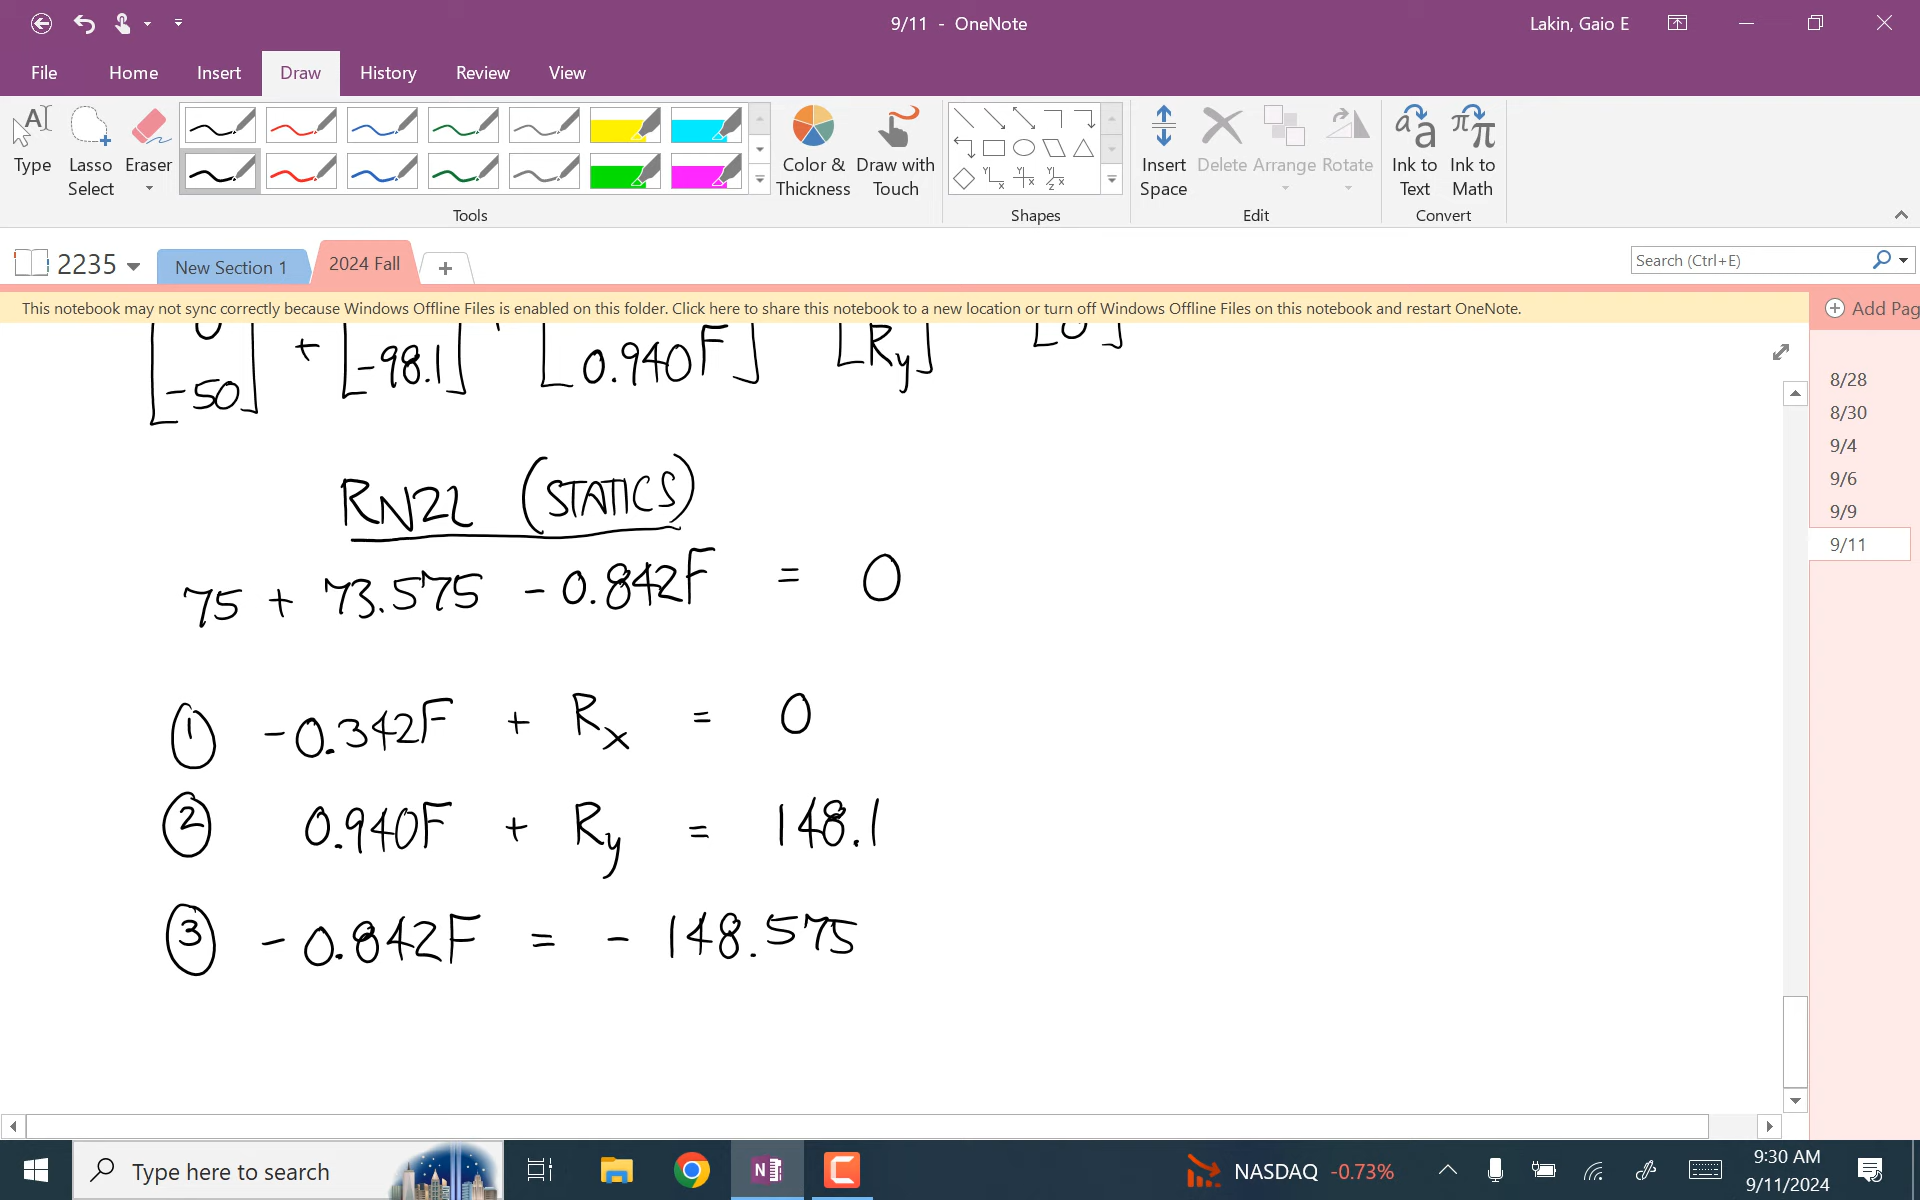 9/11 - OneNote
Lakin, Gaio E
File Home Insert Draw History Review View
Type
Lasso Select
Eraser
Color & Thickness
Draw with Touch
Insert Space
Delete
Arrange
Rotate
Ink to Text
Ink to Math
Tools
Shapes
Edit
Convert
2235
New Section 1
2024 Fall
Search (Ctrl+E)
This notebook may not sync correctly because Windows Offline Files is enabled on this folder. Click here to share this notebook to a new location or turn off Windows Offline Files on this notebook and restart OneNote.
Add Pag
8/28
8/30
9/4
9/6
9/9
9/11
+ -98.1 0.940F Ry 0
-50
RN22 (STATICS)
75 + 73.575 - 0.842F = 0
① -0.342F + Rx = 0
② 0.940F + Ry = 148.1
③ -0.842F = -148.575
Type here to search
NASDAQ -0.73%
9:30 AM
9/11/2024